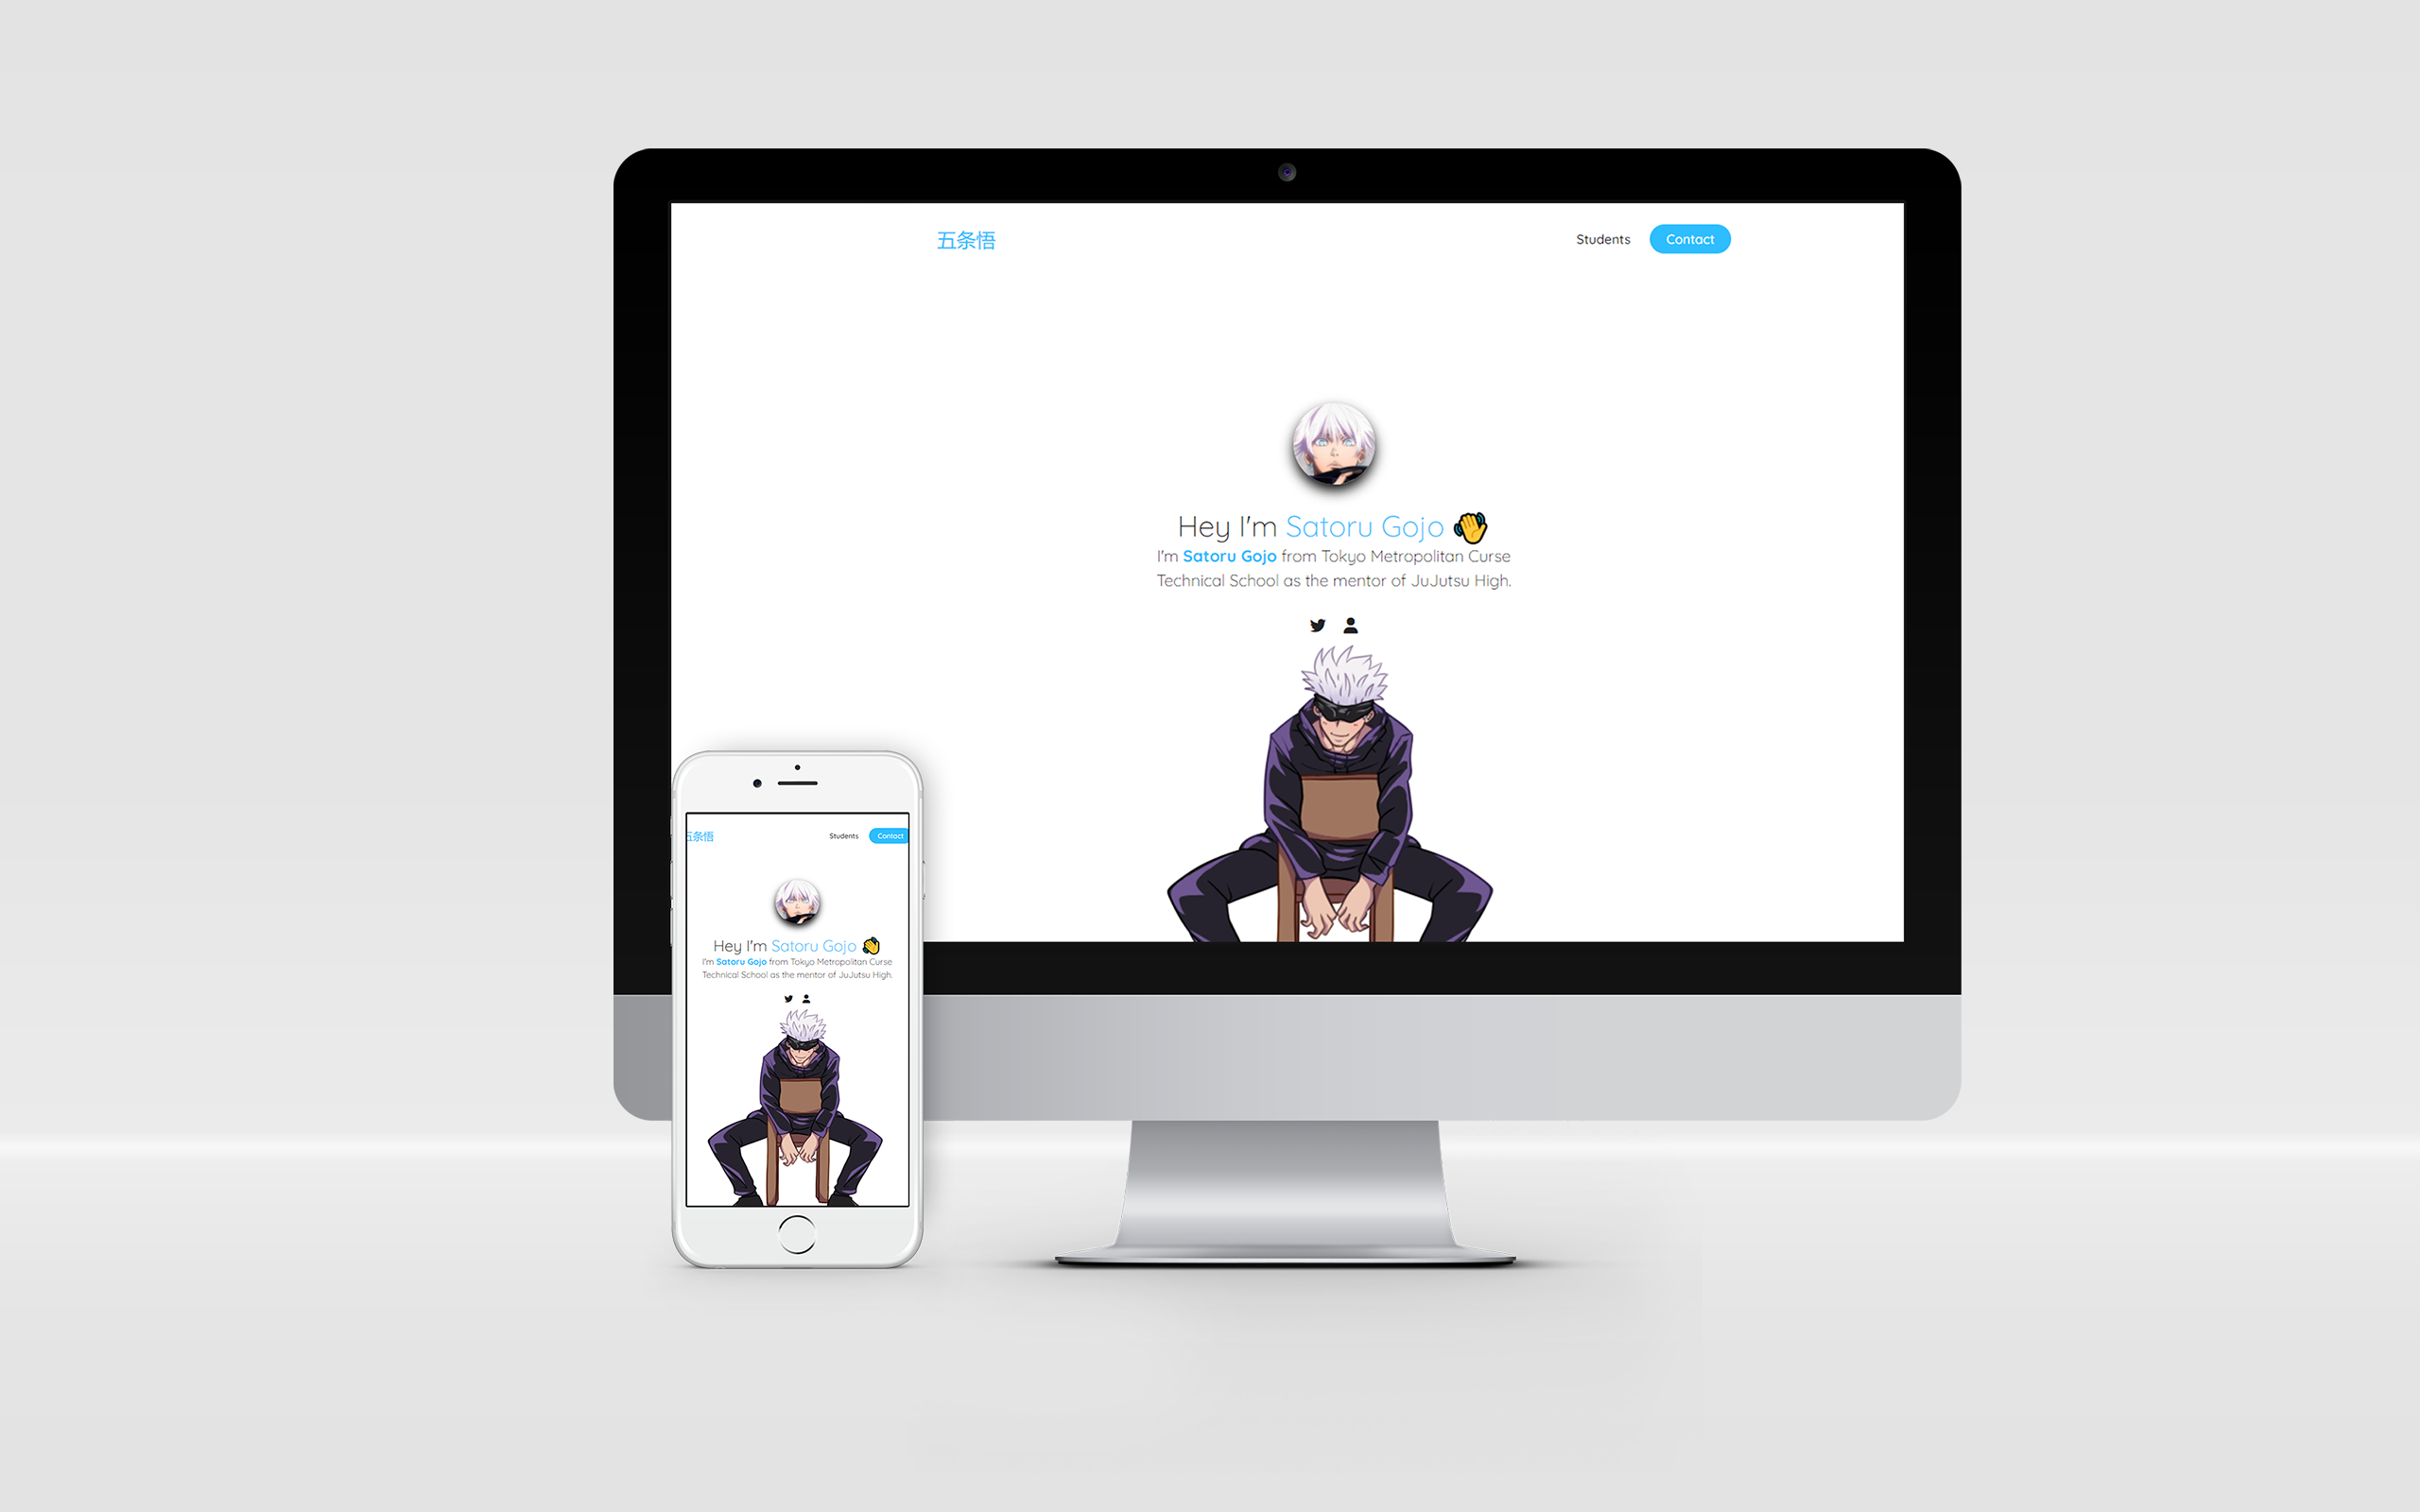 五条悟
Students
Contact
Hey I'm Satoru Gojo 👋
I'm Satoru Gojo from Tokyo Metropolitan Curse
Technical School as the mentor of JuJutsu High.
五条悟
Students
Contact
Hey I'm Satoru Gojo 👋
I'm Satoru Gojo from Tokyo Metropolitan Curse
Technical School as the mentor of JuJutsu High.